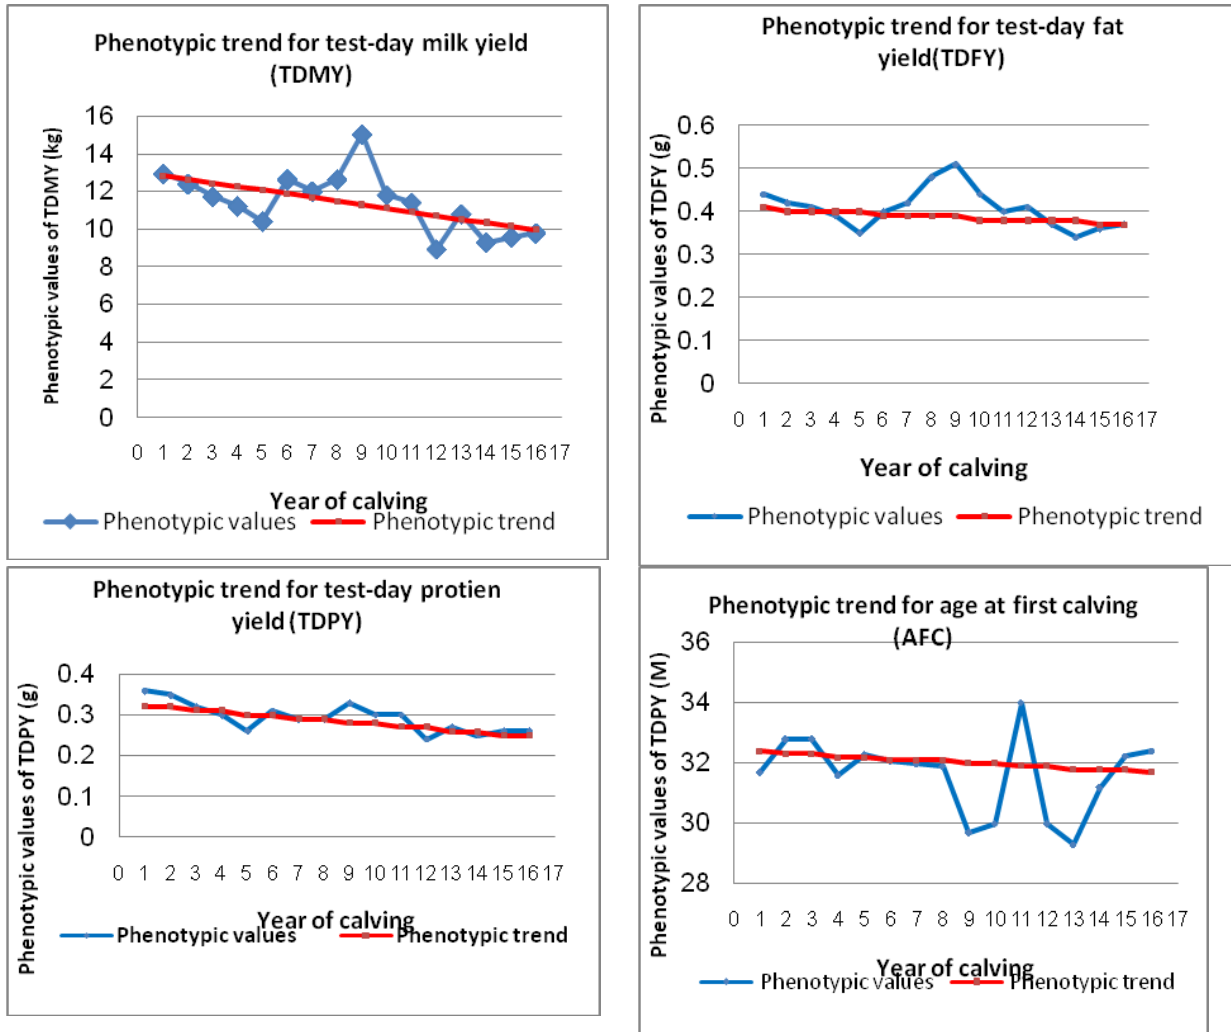 Phenotypic trend for test-day milk yield
(TDMY)
Phenotypic values of TDMY (kg)
16
14
12
10
8
6
4
2
0
0 1 2 3 4 5 6 7 8 9 10 11 12 13 14 15 16 17
Year of calving
Phenotypic values Phenotypic trend
Phenotypic trend for test-day fat
yield(TDFY)
Phenotypic values of TDFY (g)
0.6
0.5
0.4
0.3
0.2
0.1
0
0 1 2 3 4 5 6 7 8 9 10 11 12 13 14 15 16 17
Year of calving
Phenotypic values Phenotypic trend
Phenotypic trend for test-day protien
yield (TDPY)
Phenotypic values of TDPY (g)
0.4
0.3
0.2
0.1
0
0 1 2 3 4 5 6 7 8 9 10 11 12 13 14 15 16 17
Year of calving
Phenotypic values Phenotypic trend
Phenotypic trend for age at first calving
(AFC)
Phenotypic values of TDPY (M)
36
34
32
30
28
0 1 2 3 4 5 6 7 8 9 10 11 12 13 14 15 16 17
Year of calving
Phenotypic values Phenotypic trend